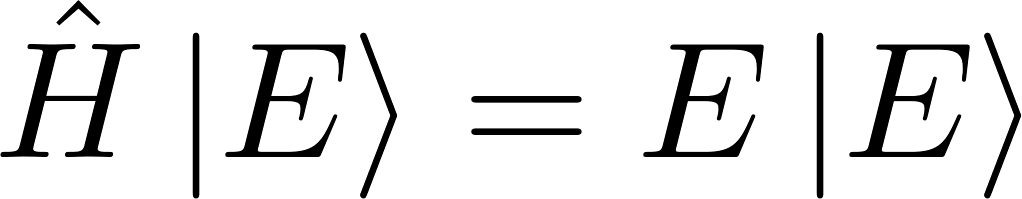 Ĥ |E⟩ = E |E⟩